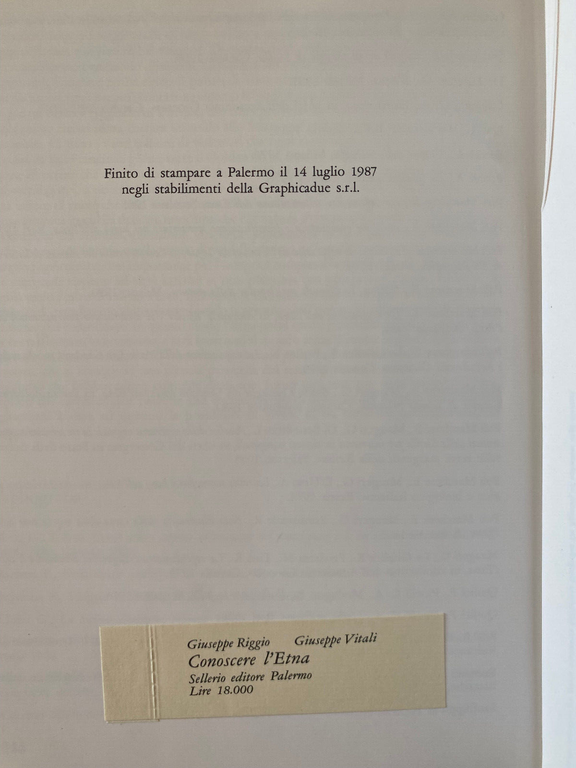 Finito di stampare a Palermo il 14 luglio 1987
negli stabilimenti della Graphicadue s.r.l.
Giuseppe Riggio Giuseppe Vitali
Conoscere l'Etna
Sellerio editore Palermo
Lire 18.000